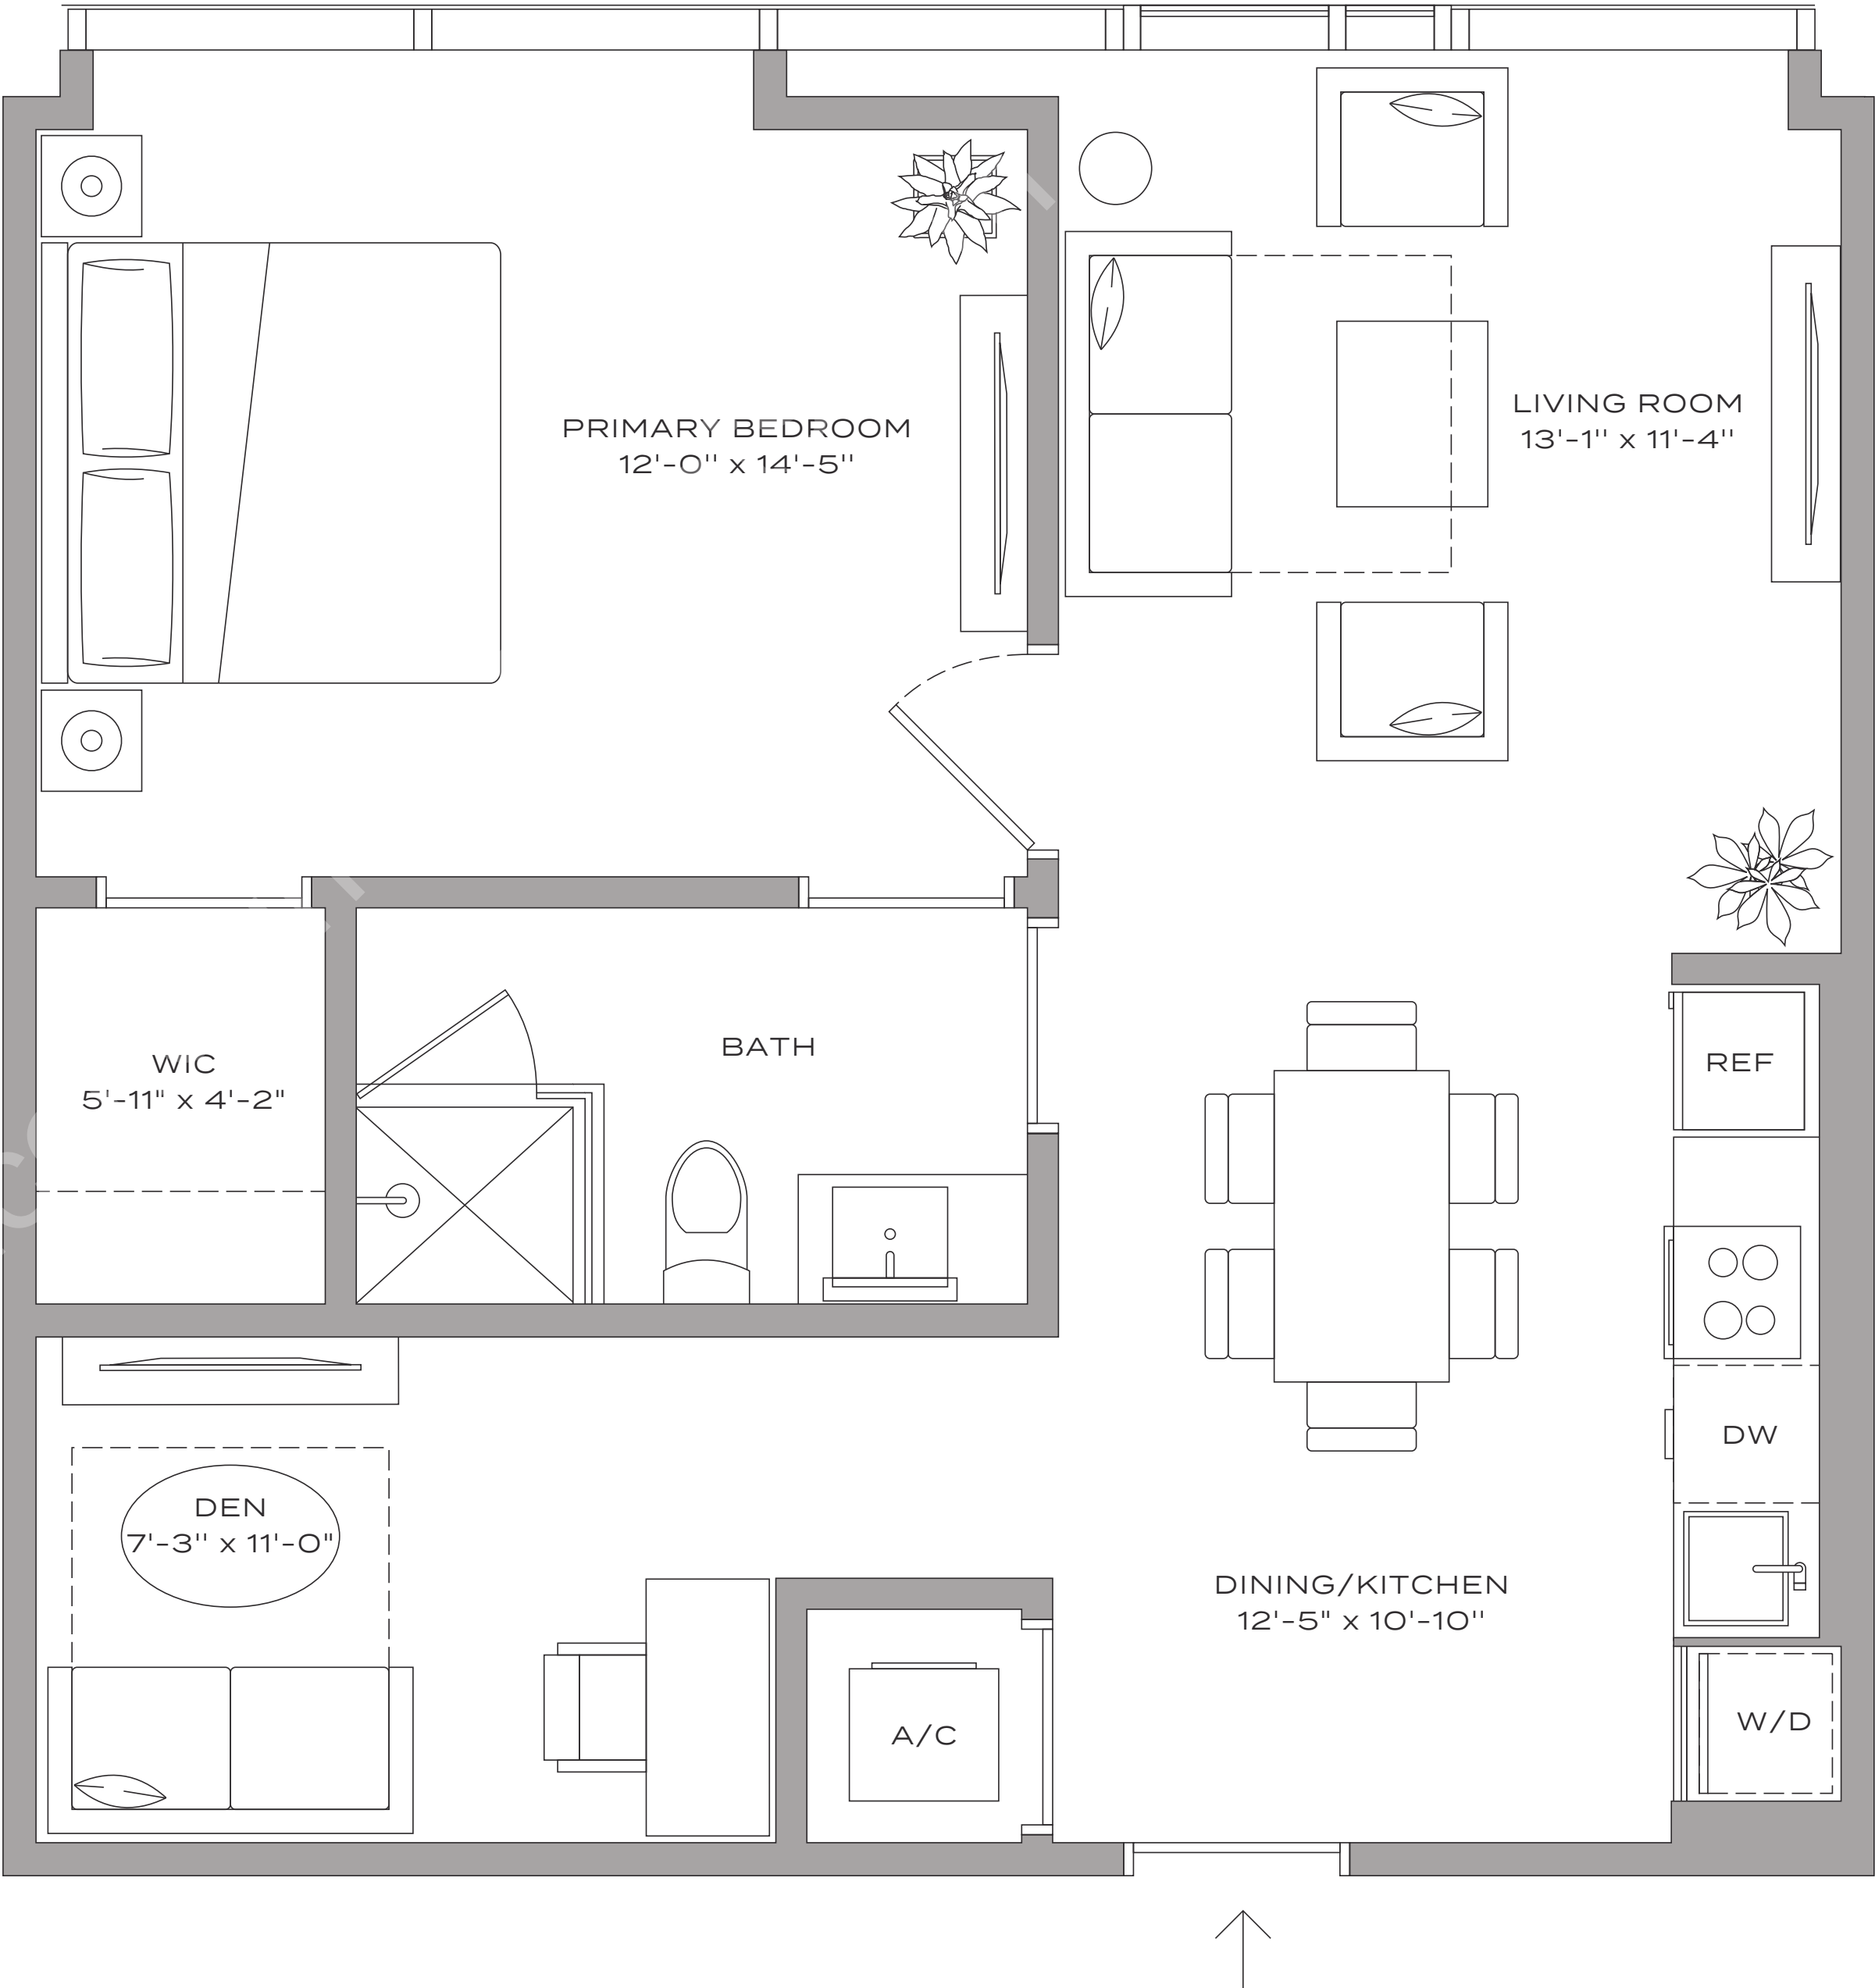 PRIMARY BEDROOM
12'-0" x 14'-5"
LIVING ROOM
13'-1" x 11'-4"
WIC
5'-11" x 4'-2"
BATH
REF
DW
DEN
7'-3" x 11'-0"
DINING/KITCHEN
12'-5" x 10'-10"
A/C
W/D